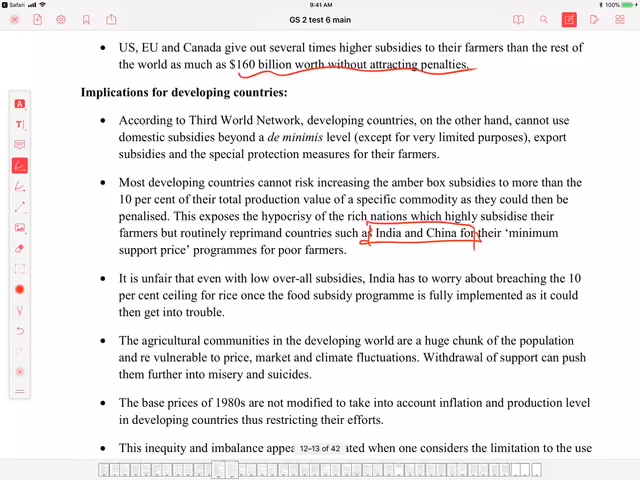 Safari
9:41 AM
100%
GS 2 test 6 main
• US, EU and Canada give out several times higher subsidies to their farmers than the rest of
the world as much as $160 billion worth without attracting penalties.
Implications for developing countries:
• According to Third World Network, developing countries, on the other hand, cannot use
domestic subsidies beyond a de minimis level (except for very limited purposes), export
subsidies and the special protection measures for their farmers.
• Most developing countries cannot risk increasing the amber box subsidies to more than the
10 per cent of their total production value of a specific commodity as they could then be
penalised. This exposes the hypocrisy of the rich nations which highly subsidise their
farmers but routinely reprimand countries such as India and China for their ‘minimum
support price’ programmes for poor farmers.
• It is unfair that even with low over-all subsidies, India has to worry about breaching the 10
per cent ceiling for rice once the food subsidy programme is fully implemented as it could
then get into trouble.
• The agricultural communities in the developing world are a huge chunk of the population
and re vulnerable to price, market and climate fluctuations. Withdrawal of support can push
them further into misery and suicides.
• The base prices of 1980s are not modified to take into account inflation and production level
in developing countries thus restricting their efforts.
• This inequity and imbalance appea 12–13 of 42 ated when one considers the limitation to the use